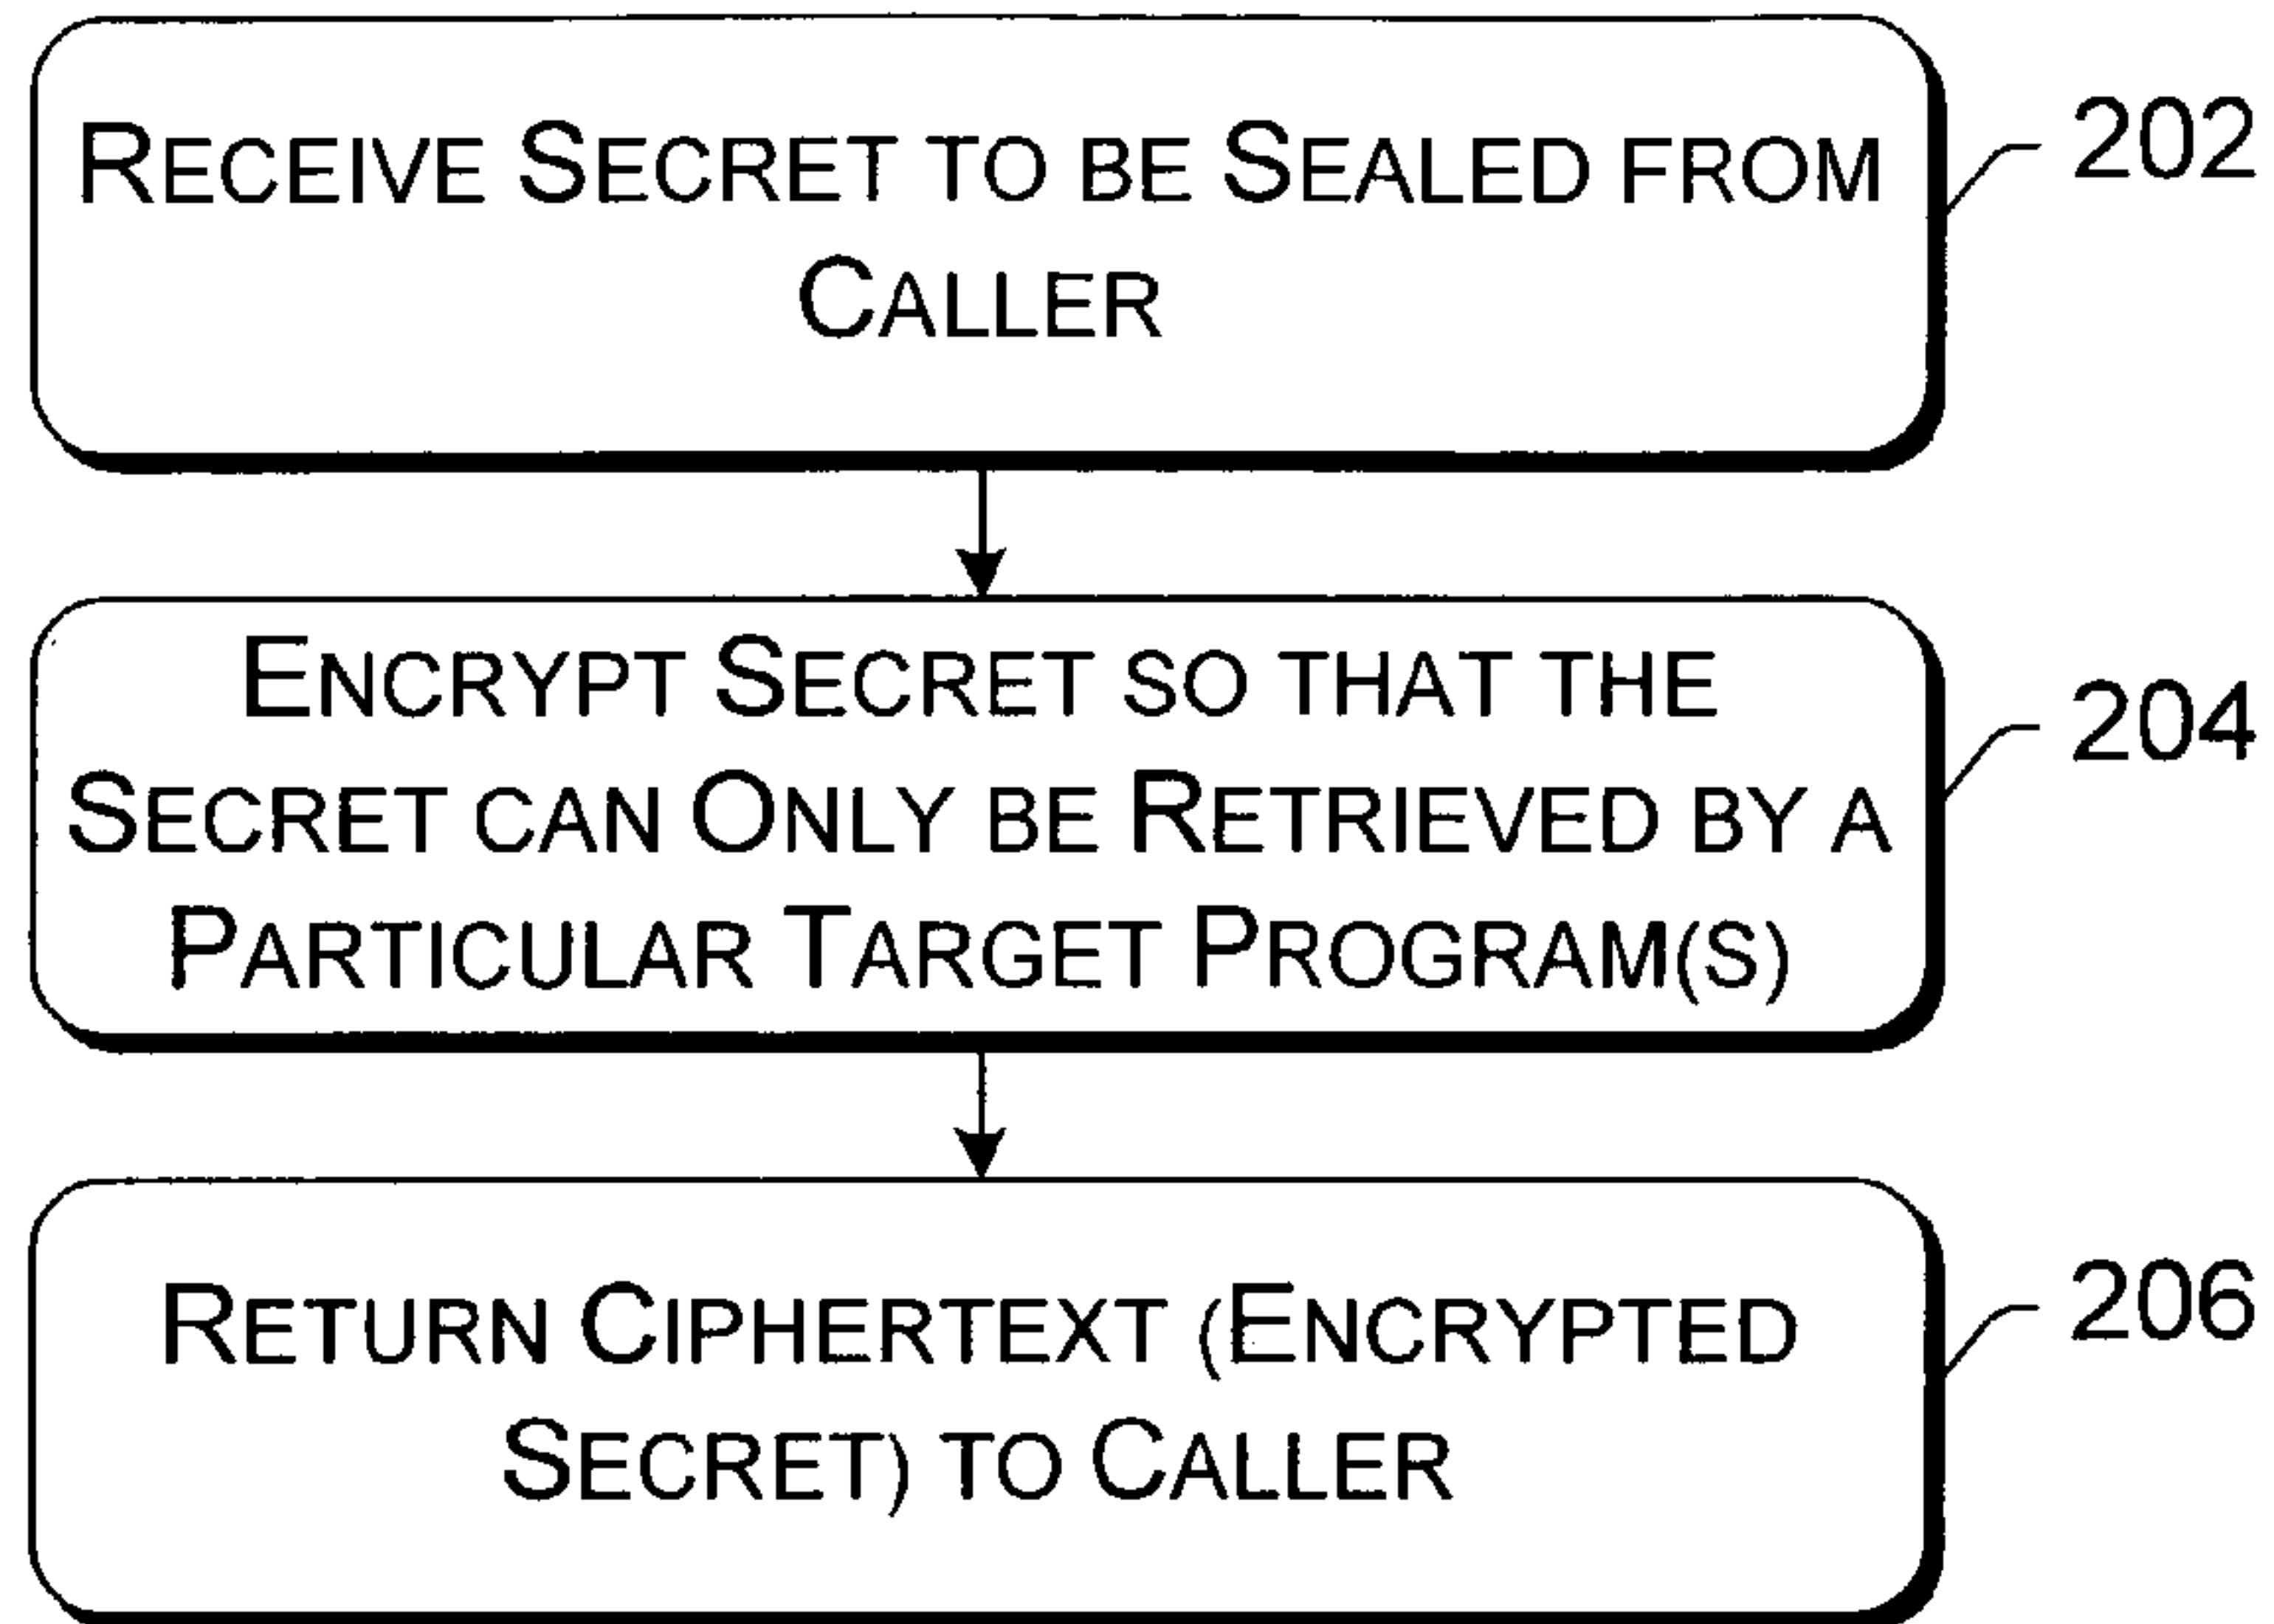 RECEIVE SECRET TO BE SEALED FROM
CALLER
202
ENCRYPT SECRET SO THAT THE
SECRET CAN ONLY BE RETRIEVED BY A
PARTICULAR TARGET PROGRAM(S)
204
RETURN CIPHERTEXT (ENCRYPTED
SECRET) TO CALLER
206